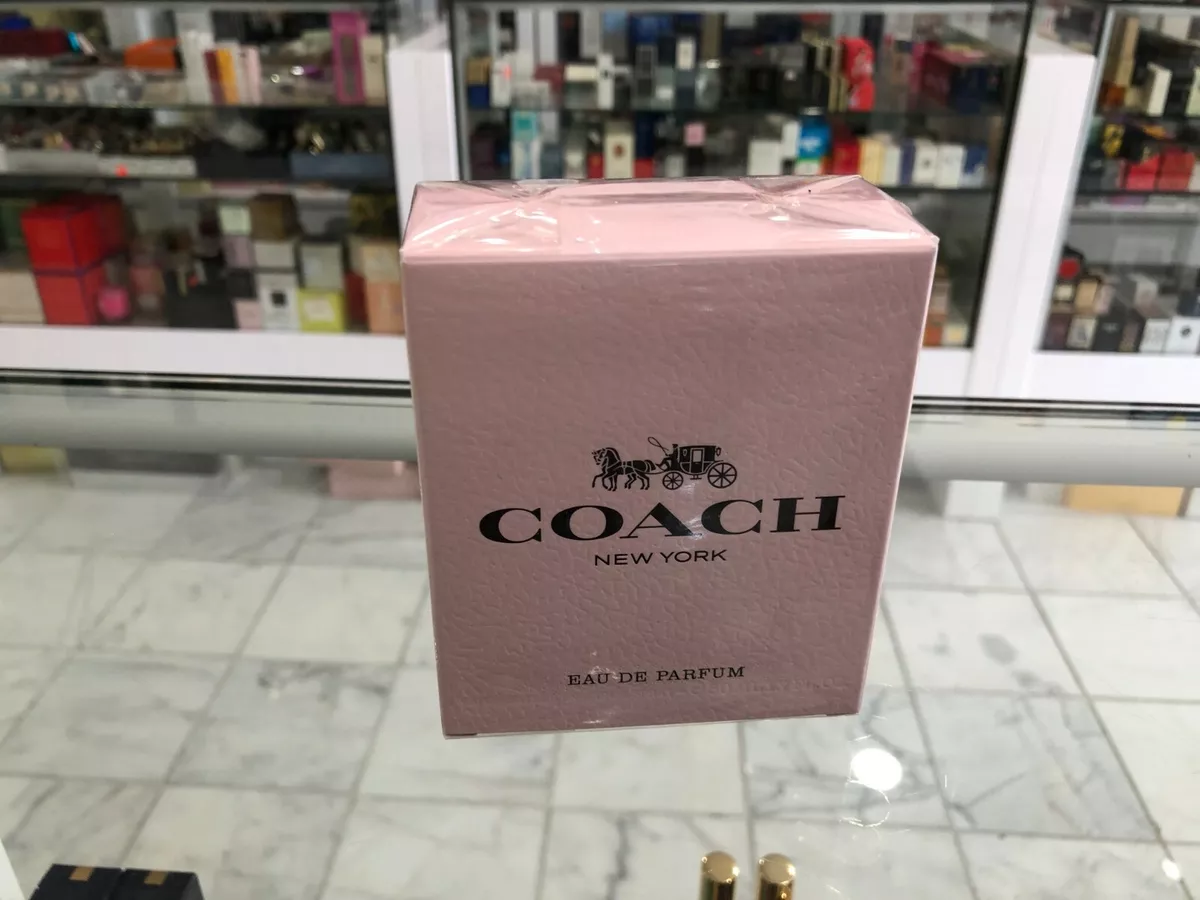 COACH
NEW YORK
EAU DE PARFUM